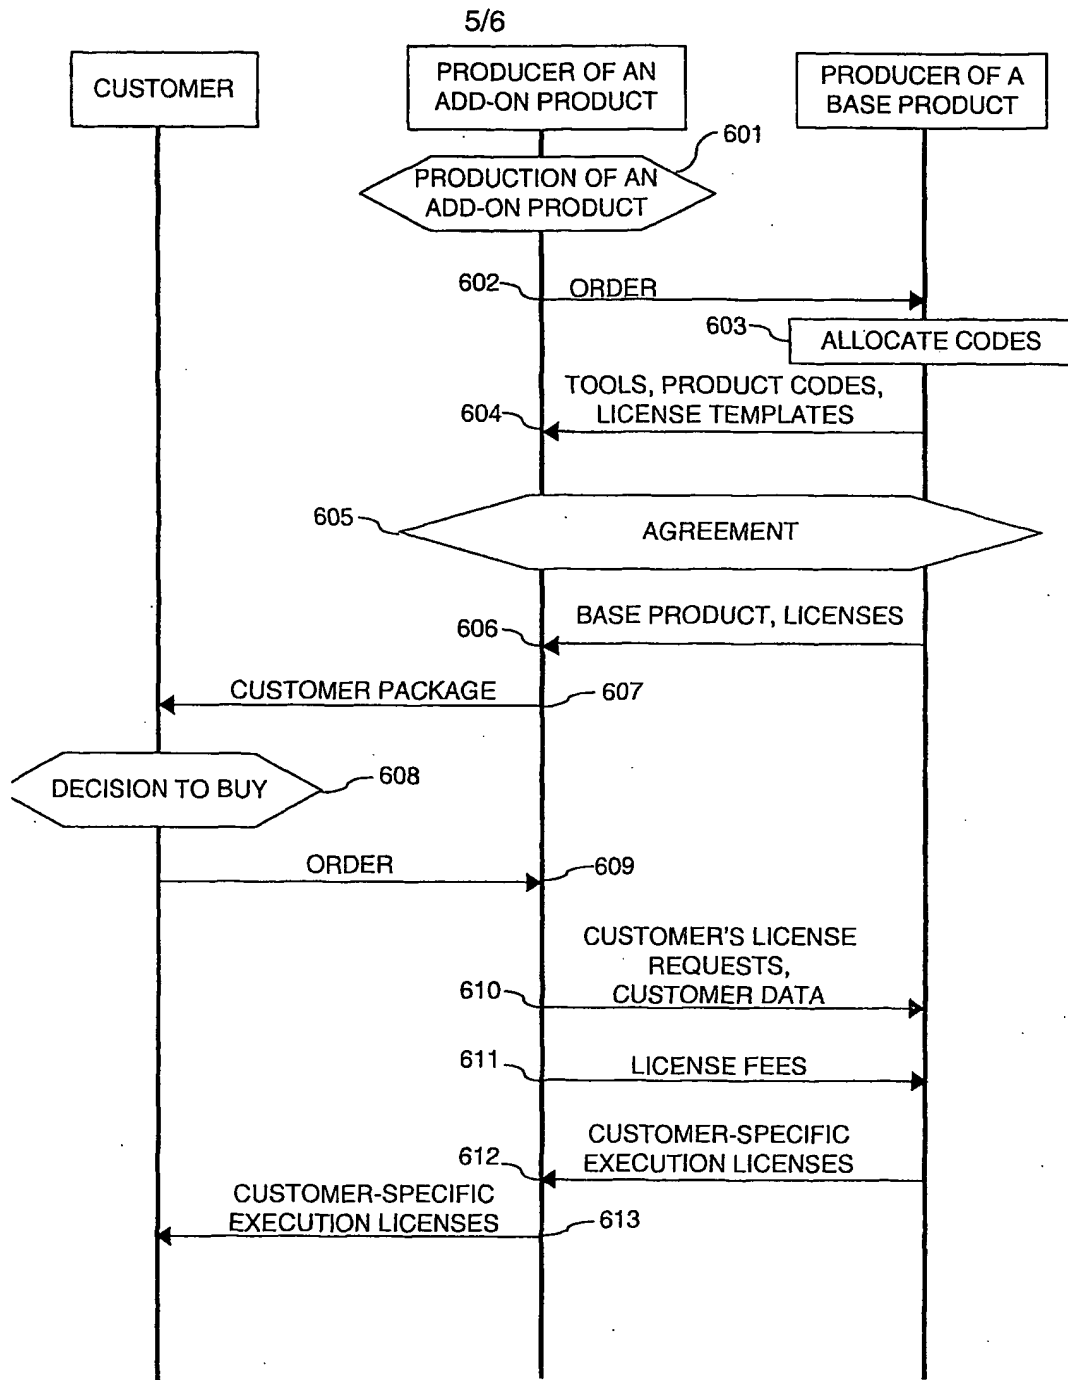 5/6
CUSTOMER
PRODUCER OF AN
ADD-ON PRODUCT
PRODUCER OF A
BASE PRODUCT
601
PRODUCTION OF AN
ADD-ON PRODUCT
602
ORDER
603
ALLOCATE CODES
TOOLS, PRODUCT CODES,
LICENSE TEMPLATES
604
605
AGREEMENT
BASE PRODUCT, LICENSES
606
CUSTOMER PACKAGE
607
DECISION TO BUY
608
ORDER
609
CUSTOMER'S LICENSE
REQUESTS,
CUSTOMER DATA
610
611
LICENSE FEES
CUSTOMER-SPECIFIC
EXECUTION LICENSES
612
CUSTOMER-SPECIFIC
EXECUTION LICENSES
613